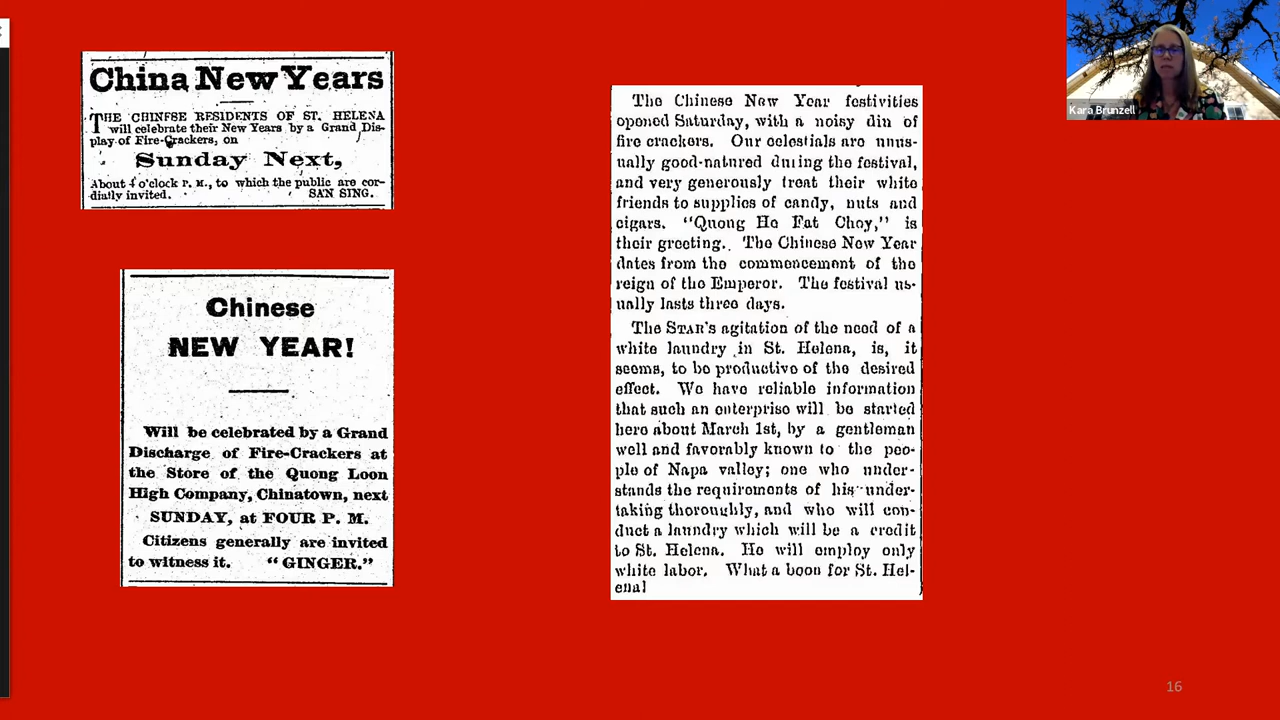 China New Years
THE CHINESE RESIDENTS OF ST. HELENA
will celebrate their New Years by a Grand Dis-
play of Fire-Crackers, on
Sunday Next,
About 4 o'clock P. M., to which the public are cor-
dially invited. SAN SING.
Chinese
NEW YEAR!
Will be celebrated by a Grand
Discharge of Fire-Crackers at
the Store of the Quong Loon
High Company, Chinatown, next
SUNDAY, at FOUR P. M.
Citizens generally are invited
to witness it. "GINGER."
The Chinese New Year festivities
opened Saturday, with a noisy din of
fire crackers. Our celestials are unus-
ually good-natured during the festival,
and very generously treat their white
friends to supplies of candy, nuts and
cigars. "Quong He Fat Choy," is
their greeting. The Chinese New Year
dates from the commencement of the
reign of the Emperor. The festival us-
ually lasts three days.
The STAR'S agitation of the need of a
white laundry in St. Helena, is, it
seems, to be productive of the desired
effect. We have reliable information
that such an enterprise will be started
here about March 1st, by a gentleman
well and favorably known to the peo-
ple of Napa valley; one who under-
stands the requirements of his under-
taking thoroughly, and who will con-
duct a laundry which will be a credit
to St. Helena. He will employ only
white labor. What a boon for St. Hel-
ena!
Kara Brunzell
16